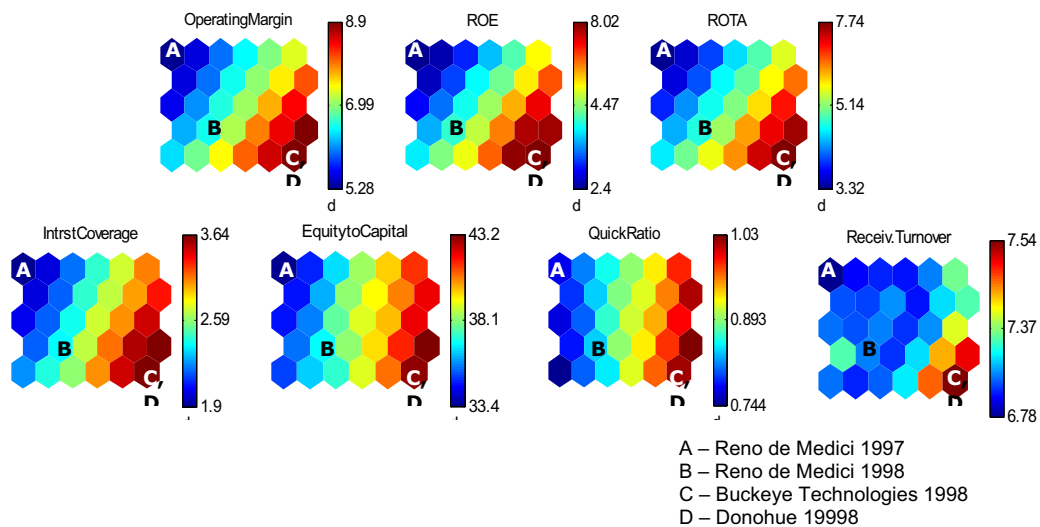 OperatingMargin
8.9
6.99
5.28
d
A
B
C,
D
ROE
8.02
4.47
2.4
d
A
B
C,
D
ROTA
7.74
5.14
3.32
d
A
B
C,
D
IntrstCoverage
3.64
2.59
1.9
A
B
C,
D
EquitytoCapital
43.2
38.1
33.4
A
B
C,
D
QuickRatio
1.03
0.893
0.744
d
A
B
C,
D
Receiv.Turnover
7.54
7.37
6.78
A
B
C,
D
A – Reno de Medici 1997
B – Reno de Medici 1998
C – Buckeye Technologies 1998
D – Donohue 19998